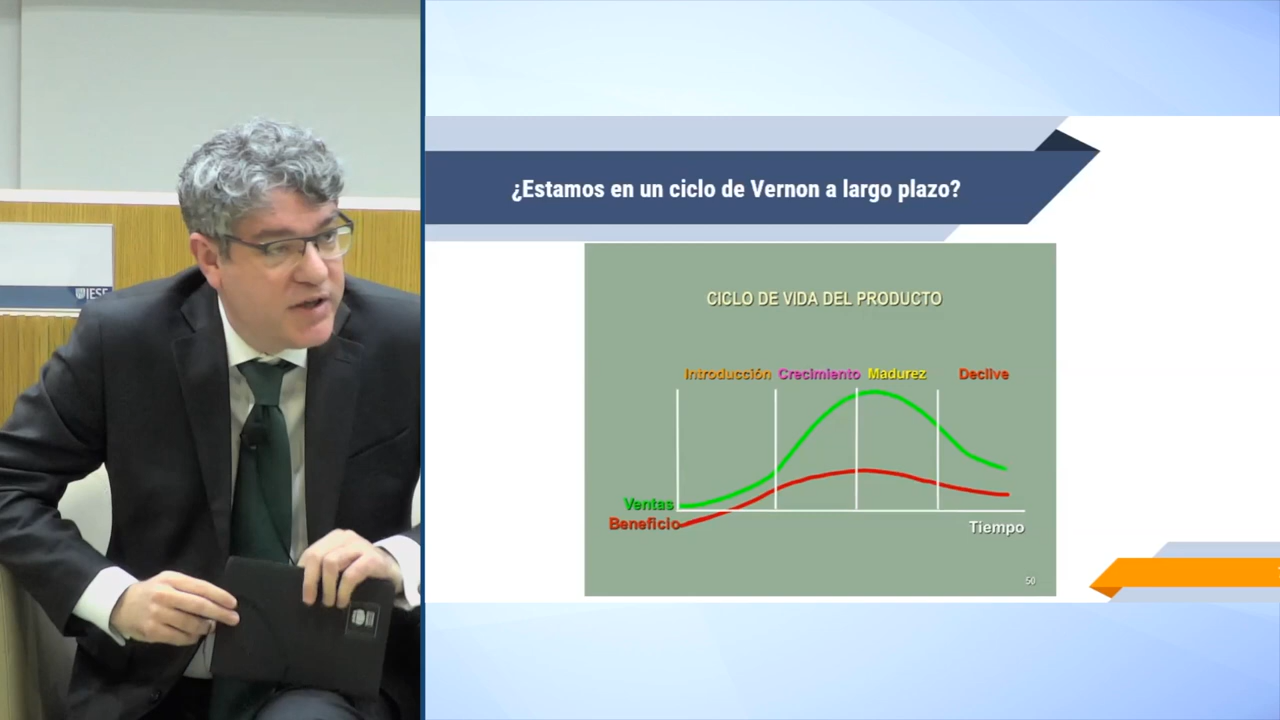 IESE
¿Estamos en un ciclo de Vernon a largo plazo?
CICLO DE VIDA DEL PRODUCTO
Introducción Crecimiento Madurez Declive
Ventas
Beneficio
Tiempo
50